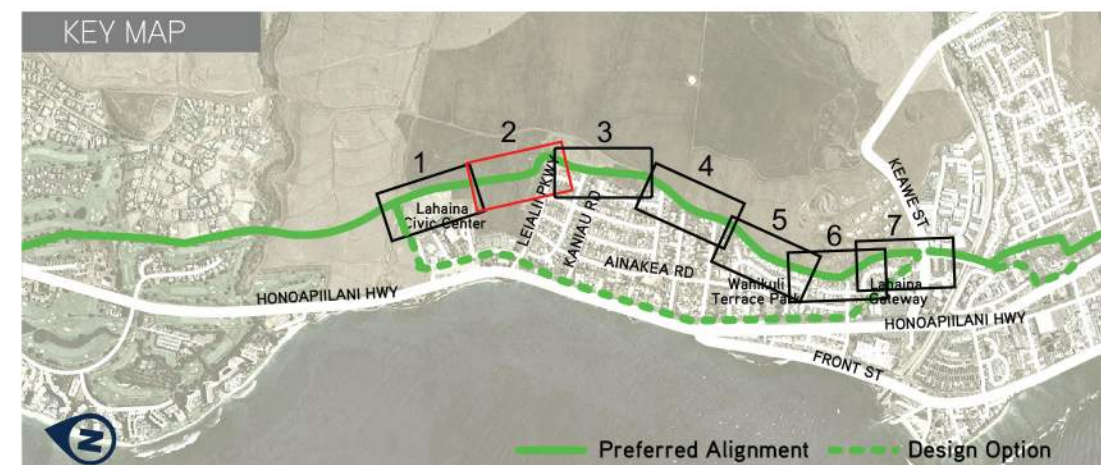 KEY MAP
1
2
3
4
5
6
7
Lahaina
Civic Center
LEIALII PKWY
KANIAU RD
AINAKEA RD
Wahikuli
Terrace Park
Lahaina
Gateway
KEAWE ST
HONOAPIILANI HWY
HONOAPIILANI HWY
FRONT ST
N
Preferred Alignment
Design Option